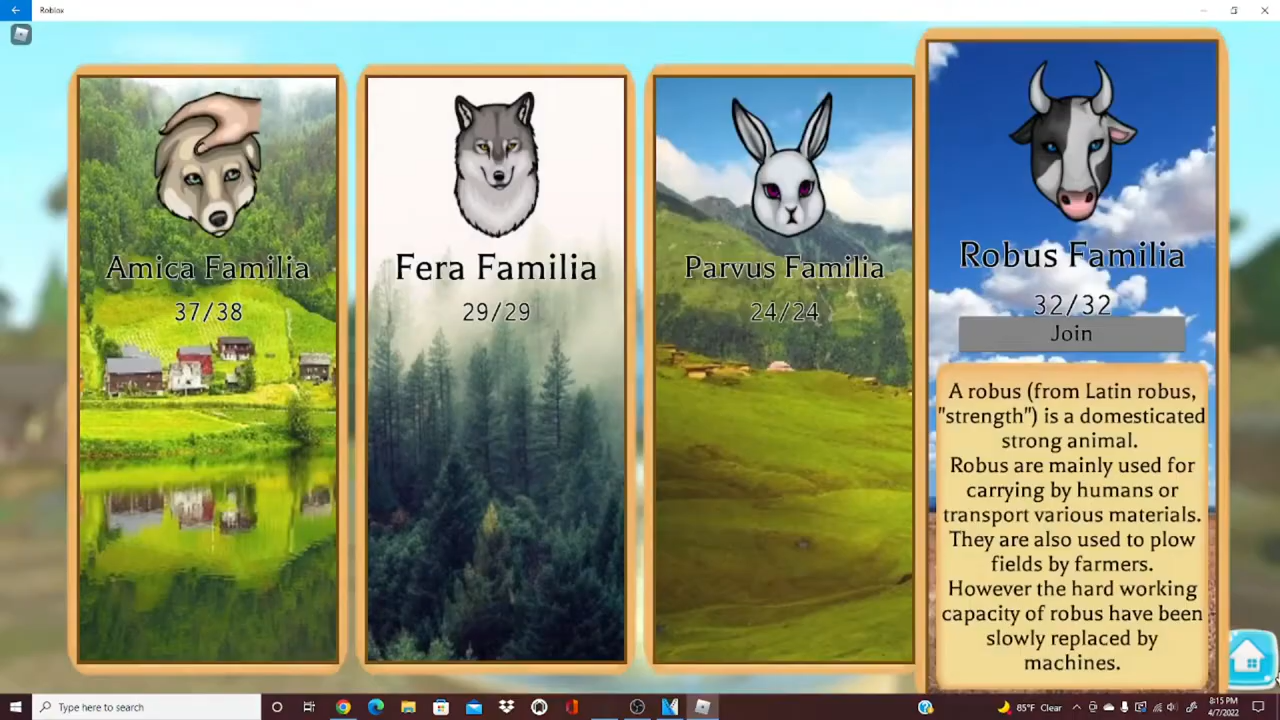 Roblox
Amica Familia
37/38
Fera Familia
29/29
Parvus Familia
24/24
Robus Familia
32/32
Join
A robus (from Latin robus,
"strength") is a domesticated
strong animal.
Robus are mainly used for
carrying by humans or
transport various materials.
They are also used to plow
fields by farmers.
However the hard working
capacity of robus have been
slowly replaced by
machines.
Type here to search
85°F Clear
8:15 PM
4/7/2022